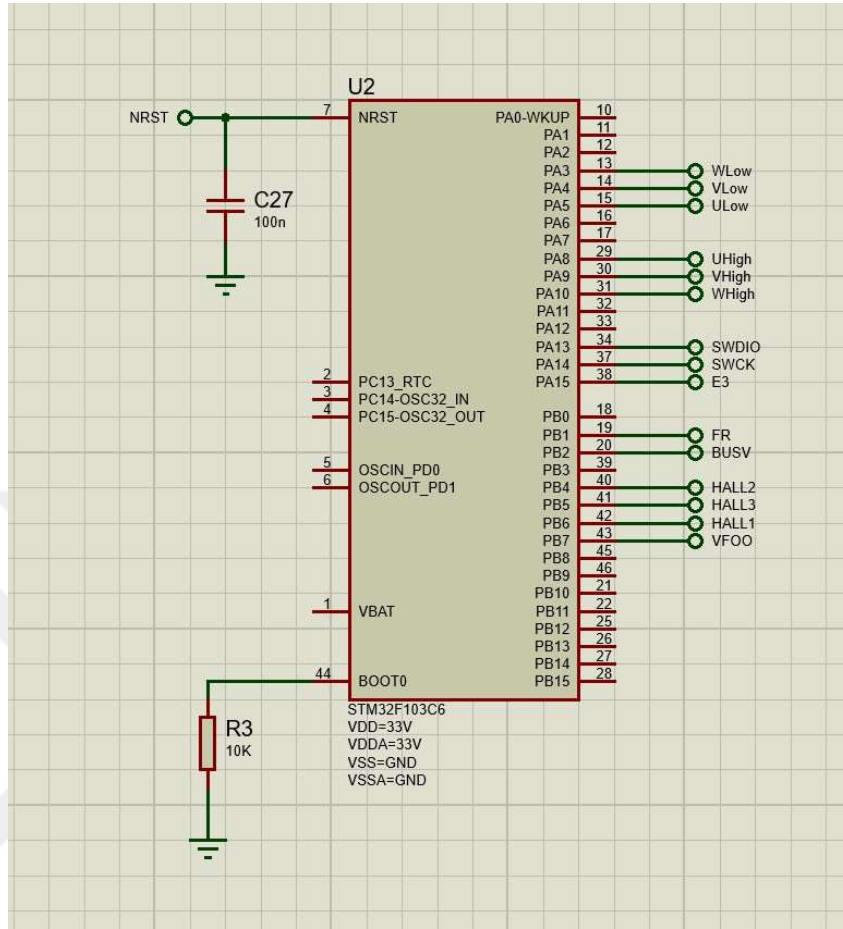 U2
NRST 7 NRST PA0-WKUP 10
PA1 11
PA2 12
PA3 13 WLow
PA4 14 VLow
PA5 15 ULow
PA6 16
PA7 17
C27
100n
PA8 29 UHigh
PA9 30 VHigh
PA10 31 WHigh
PA11 32
PA12 33
PA13 34 SWDIO
PA14 37 SWCK
2 PC13_RTC PA15 38 E3
3 PC14-OSC32_IN
4 PC15-OSC32_OUT PB0 18
PB1 19 FR
PB2 20 BUSV
5 OSCIN_PD0 PB3 39
6 OSCOUT_PD1 PB4 40 HALL2
PB5 41 HALL3
PB6 42 HALL1
PB7 43 VFOO
PB8 45
PB9 46
PB10 21
1 VBAT PB11 22
PB12 25
PB13 26
PB14 27
44 BOOT0 PB15 28
R3
10K
STM32F103C6
VDD=33V
VDDA=33V
VSS=GND
VSSA=GND